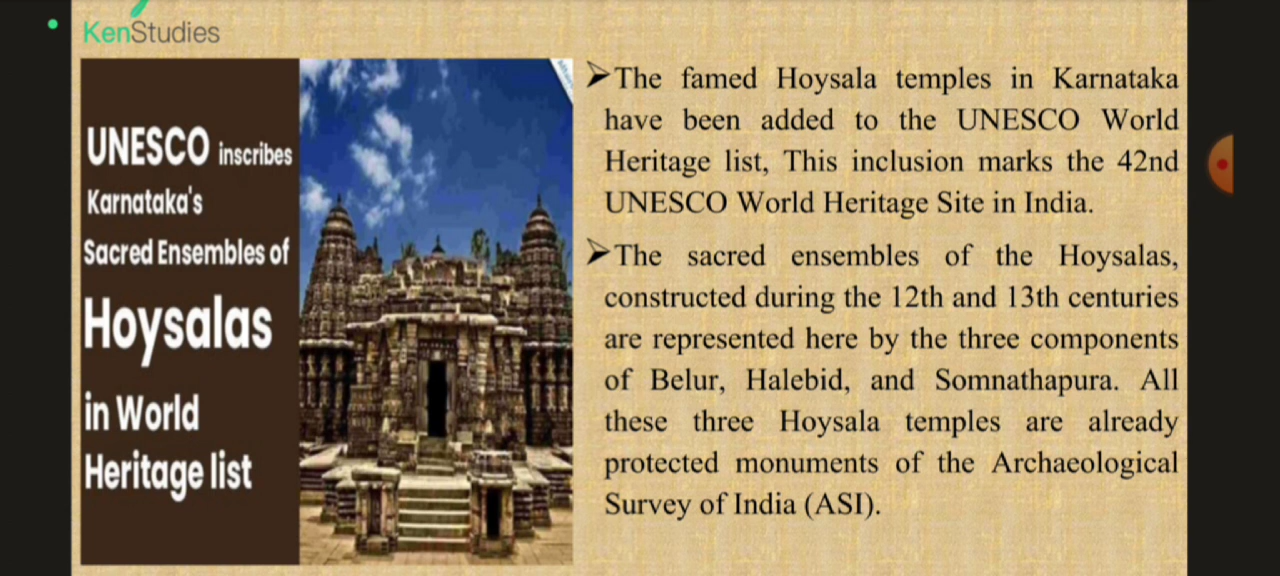 KenStudies
UNESCO inscribes
Karnataka's
Sacred Ensembles of
Hoysalas
in World
Heritage list
➢The famed Hoysala temples in Karnataka
have been added to the UNESCO World
Heritage list, This inclusion marks the 42nd
UNESCO World Heritage Site in India.
➢The sacred ensembles of the Hoysalas,
constructed during the 12th and 13th centuries
are represented here by the three components
of Belur, Halebid, and Somnathapura. All
these three Hoysala temples are already
protected monuments of the Archaeological
Survey of India (ASI).